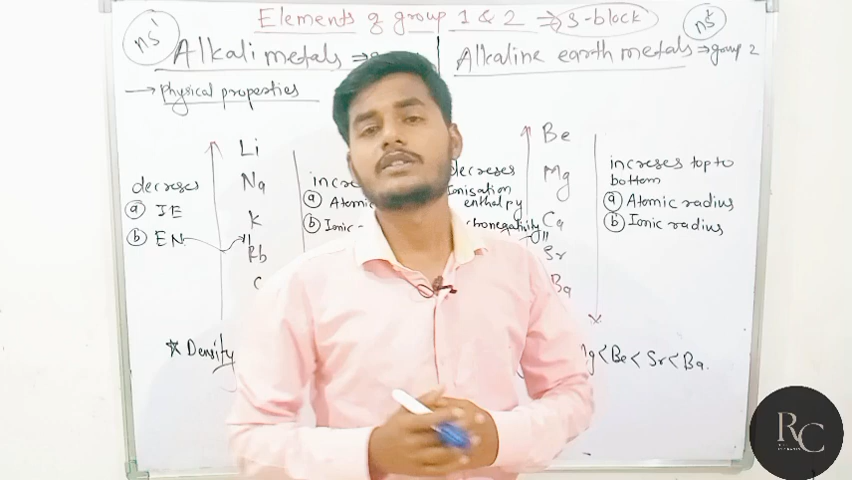 Elements of group 1 & 2 ⇒ S-block
ns¹
ns²
Alkali metals ⇒
Alkaline earth metals ⇒ group 2
→ Physical properties
decreses
ⓐ IE
ⓑ EN
Li
Na
K
Rb
C
ⓐ Atomic
ⓑ Ionic
decreses
Ionisation
enthalpy
Be
Mg
Ca
Sr
Ba
increses top to
bottom
ⓐ Atomic radius
ⓑ Ionic radius
☆ Density
<Be<Sr<Ba.
RC